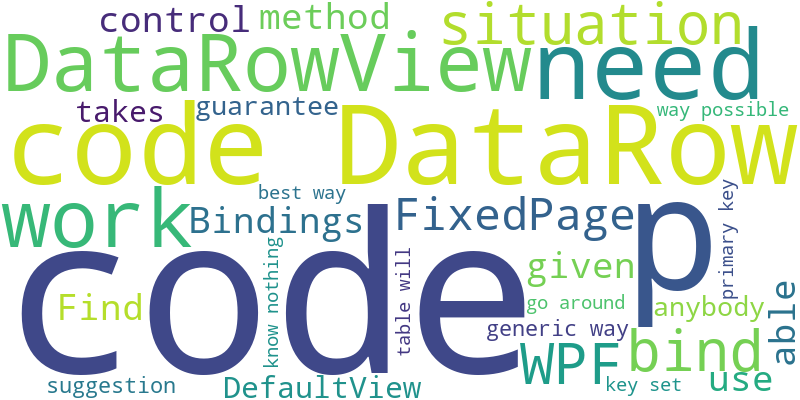 control method situation
DataRowView need
takes guarantee way possible
code DataRow
work best way primary key
Bindings FixedPage
code p
know nothing table will given able
Find go around anybody
generic way bind
WPF
suggestion DefaultView key set use